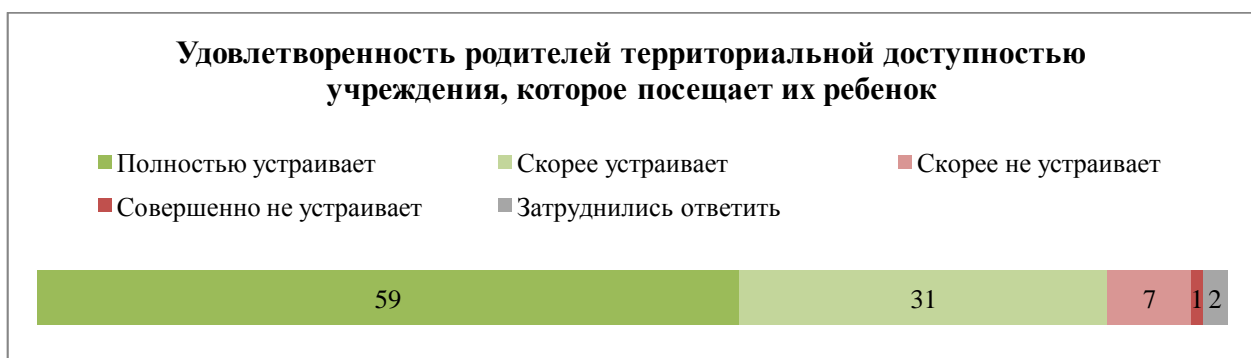 Удовлетворенность родителей территориальной доступностью
учреждения, которое посещает их ребенок
Полностью устраивает Скорее устраивает Скорее не устраивает
Совершенно не устраивает Затруднились ответить
59 31 7 1 2